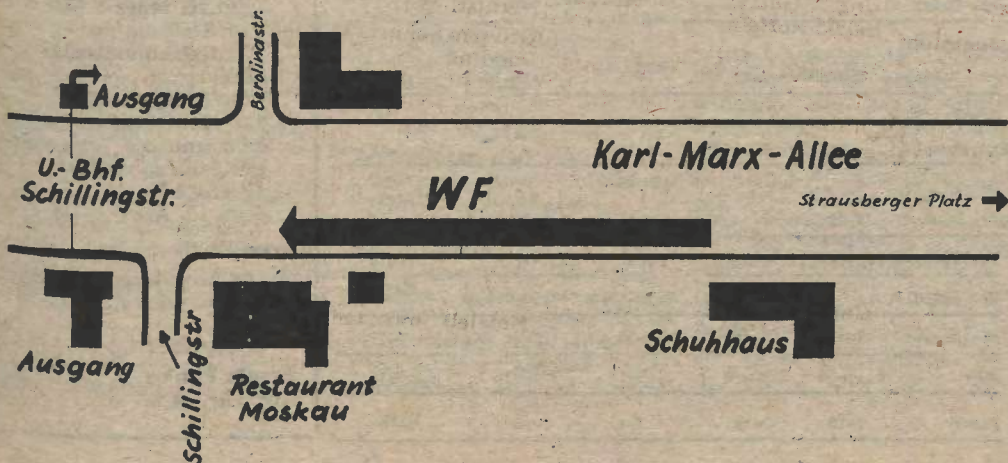 Berolinastr.
Ausgang
Karl-Marx-Allee
U.-Bhf.
Schillingstr.
WF
Strausberger Platz
Ausgang
Schillingstr
Restaurant
Moskau
Schuhhaus